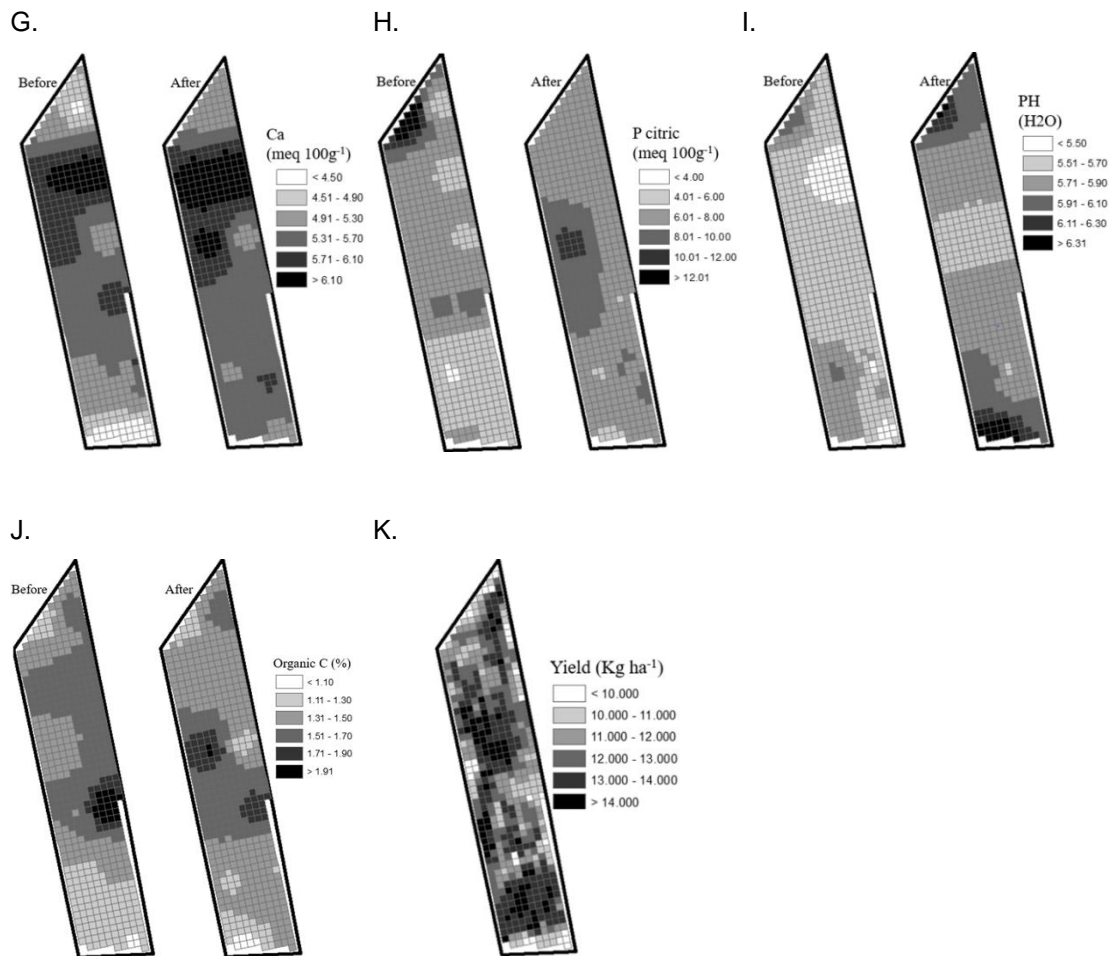 G.
H.
I.
Before
After
Ca
(meq 100g⁻¹)
< 4.50
4.51 - 4.90
4.91 - 5.30
5.31 - 5.70
5.71 - 6.10
> 6.10
Before
After
P citric
(meq 100g⁻¹)
< 4.00
4.01 - 6.00
6.01 - 8.00
8.01 - 10.00
10.01 - 12.00
> 12.01
Before
After
PH
(H2O)
< 5.50
5.51 - 5.70
5.71 - 5.90
5.91 - 6.10
6.11 - 6.30
> 6.31
J.
K.
Before
After
Organic C (%)
< 1.10
1.11 - 1.30
1.31 - 1.50
1.51 - 1.70
1.71 - 1.90
> 1.91
Yield (Kg ha⁻¹)
< 10.000
10.000 - 11.000
11.000 - 12.000
12.000 - 13.000
13.000 - 14.000
> 14.000